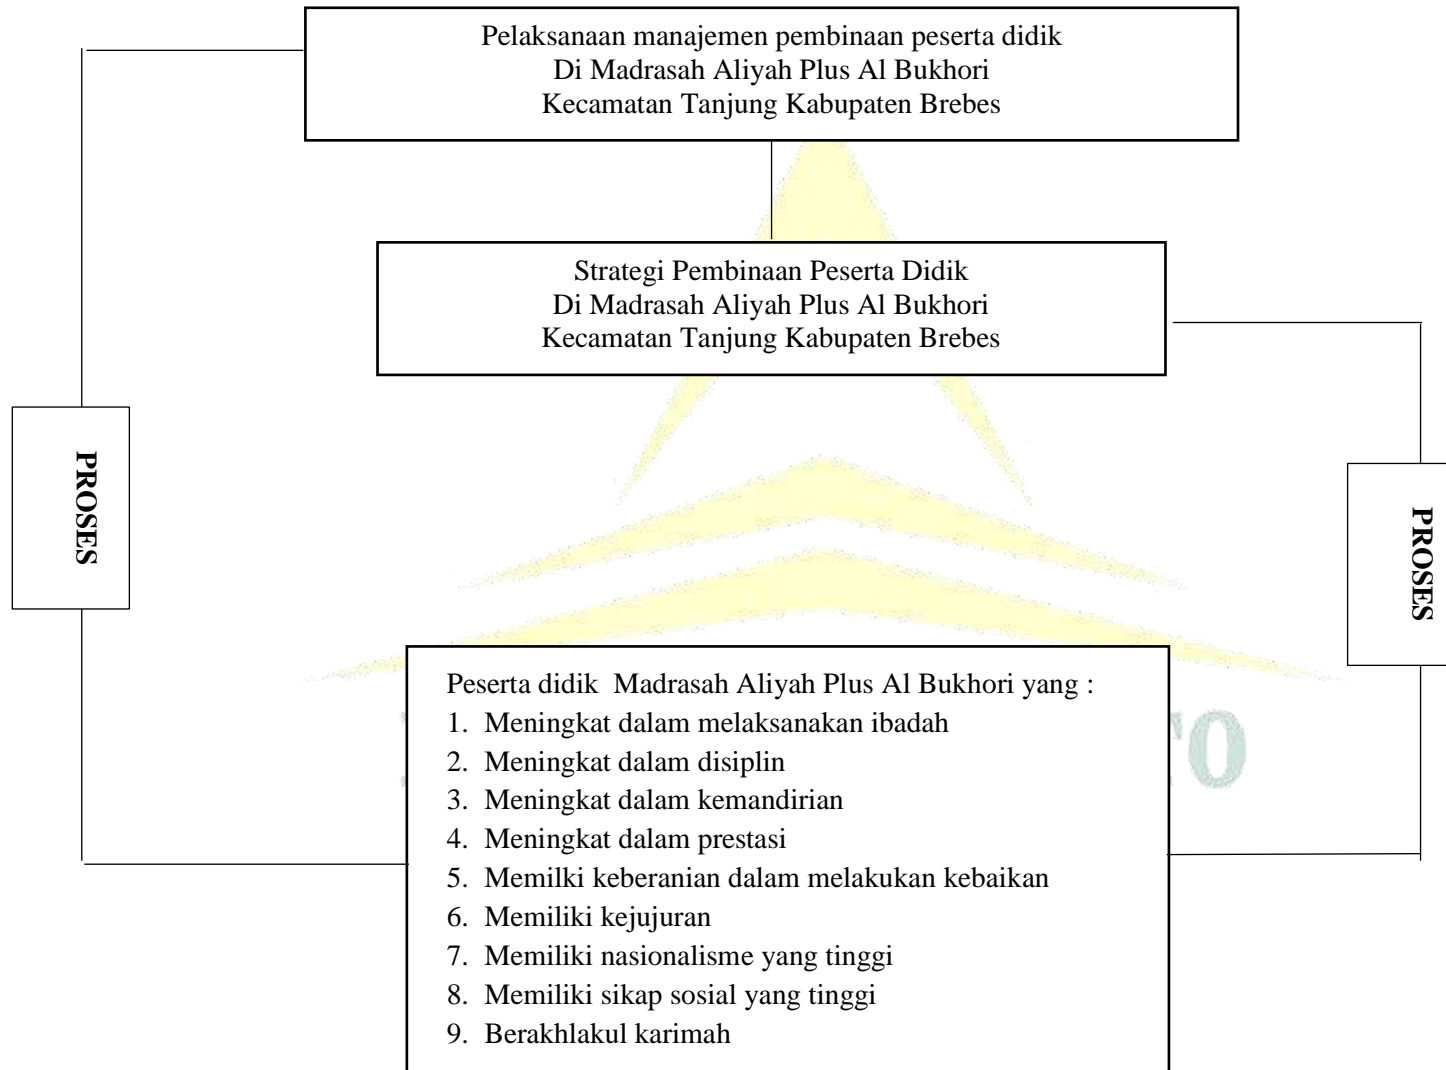 Pelaksanaan manajemen pembinaan peserta didik
Di Madrasah Aliyah Plus Al Bukhori
Kecamatan Tanjung Kabupaten Brebes
Strategi Pembinaan Peserta Didik
Di Madrasah Aliyah Plus Al Bukhori
Kecamatan Tanjung Kabupaten Brebes
PROSES
PROSES
Peserta didik Madrasah Aliyah Plus Al Bukhori yang :
1. Meningkat dalam melaksanakan ibadah
2. Meningkat dalam disiplin
3. Meningkat dalam kemandirian
4. Meningkat dalam prestasi
5. Memilki keberanian dalam melakukan kebaikan
6. Memiliki kejujuran
7. Memiliki nasionalisme yang tinggi
8. Memiliki sikap sosial yang tinggi
9. Berakhlakul karimah